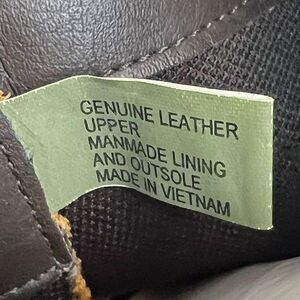 GENUINE LEATHER
UPPER
MANMADE LINING
AND OUTSOLE
MADE IN VIETNAM